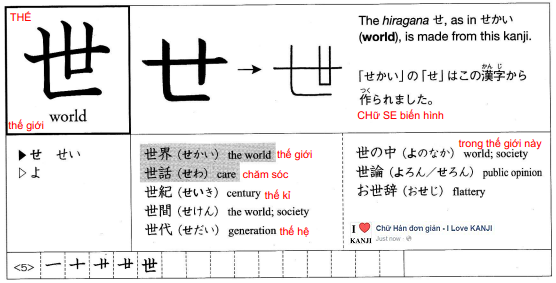 THẾ
世
world
thế giới
せ → せ
The hiragana せ, as in せかい
(world), is made from this kanji.
「せかい」の「せ」はこの漢字から
かん じ
作られました。
つく
CHữ SE biến hình
▶せ せい
▷よ
世界（せかい） the world thế giới
世話（せわ） care chăm sóc
世紀（せいき） century thế kỉ
世間（せけん） the world; society
世代（せだい） generation thế hệ
trong thế giới này
世の中（よのなか） world; society
世論（よろん／せろん） public opinion
お世辞（おせじ） flattery
I ❤ KANJI
Chữ Hán đơn giản - I Love KANJI
Just now
<5> 一 十 世